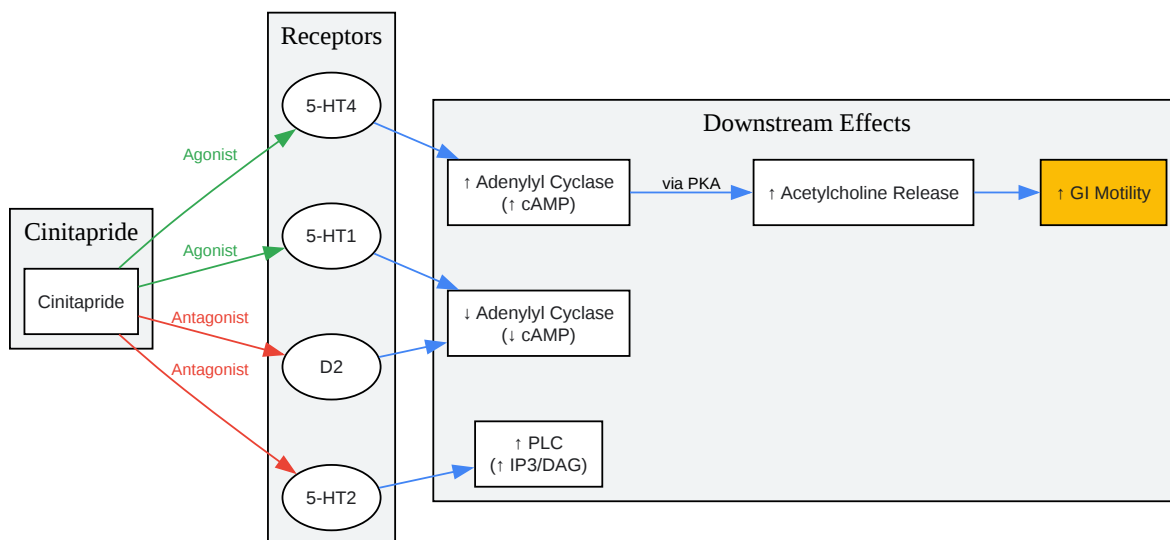 Receptors
5-HT4
Downstream Effects
Agonist
↑ Adenylyl Cyclase
(↑ cAMP)
via PKA
↑ Acetylcholine Release
↑ GI Motility
Cinitapride
5-HT1
Agonist
Cinitapride
Antagonist
↓ Adenylyl Cyclase
(↓ cAMP)
D2
Antagonist
↑ PLC
(↑ IP3/DAG)
5-HT2